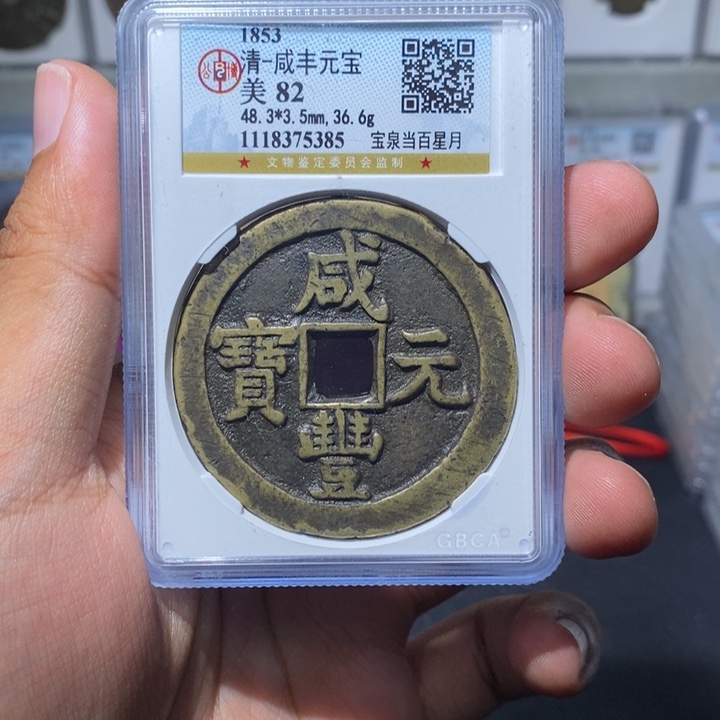 1853
清-咸丰元宝
美 82
48.3*3.5mm, 36.6g
1118375385 宝泉当百星月
★ 文物鉴定委员会监制 ★
咸
寶 元
豐
GBCA